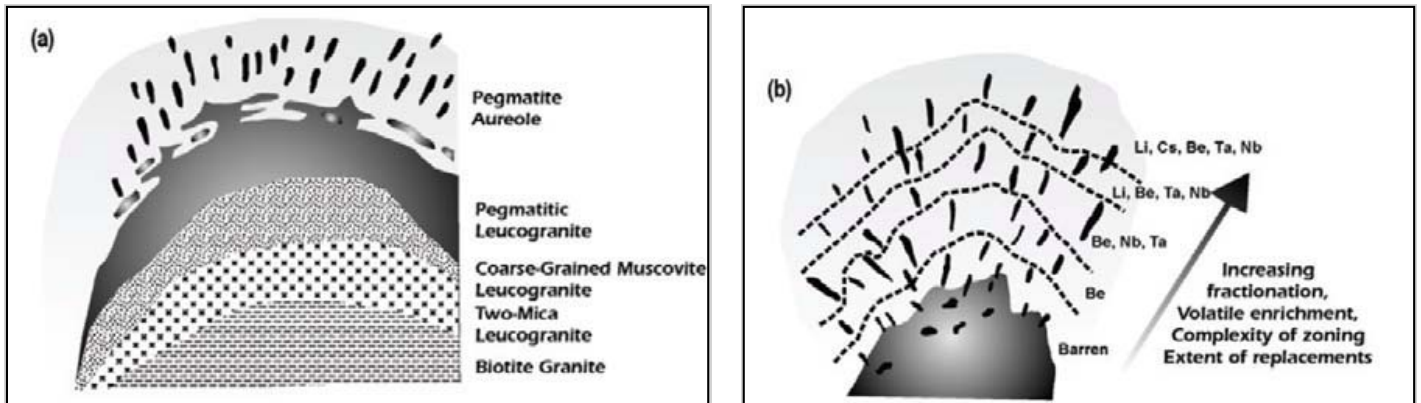 (a)
Pegmatite
Aureole
Pegmatitic
Leucogranite
Coarse-Grained Muscovite
Leucogranite
Two-Mica
Leucogranite
Biotite Granite
(b)
Li, Cs, Be, Ta, Nb
Li, Be, Ta, Nb
Be, Nb, Ta
Be
Barren
Increasing
fractionation,
Volatile enrichment,
Complexity of zoning
Extent of replacements